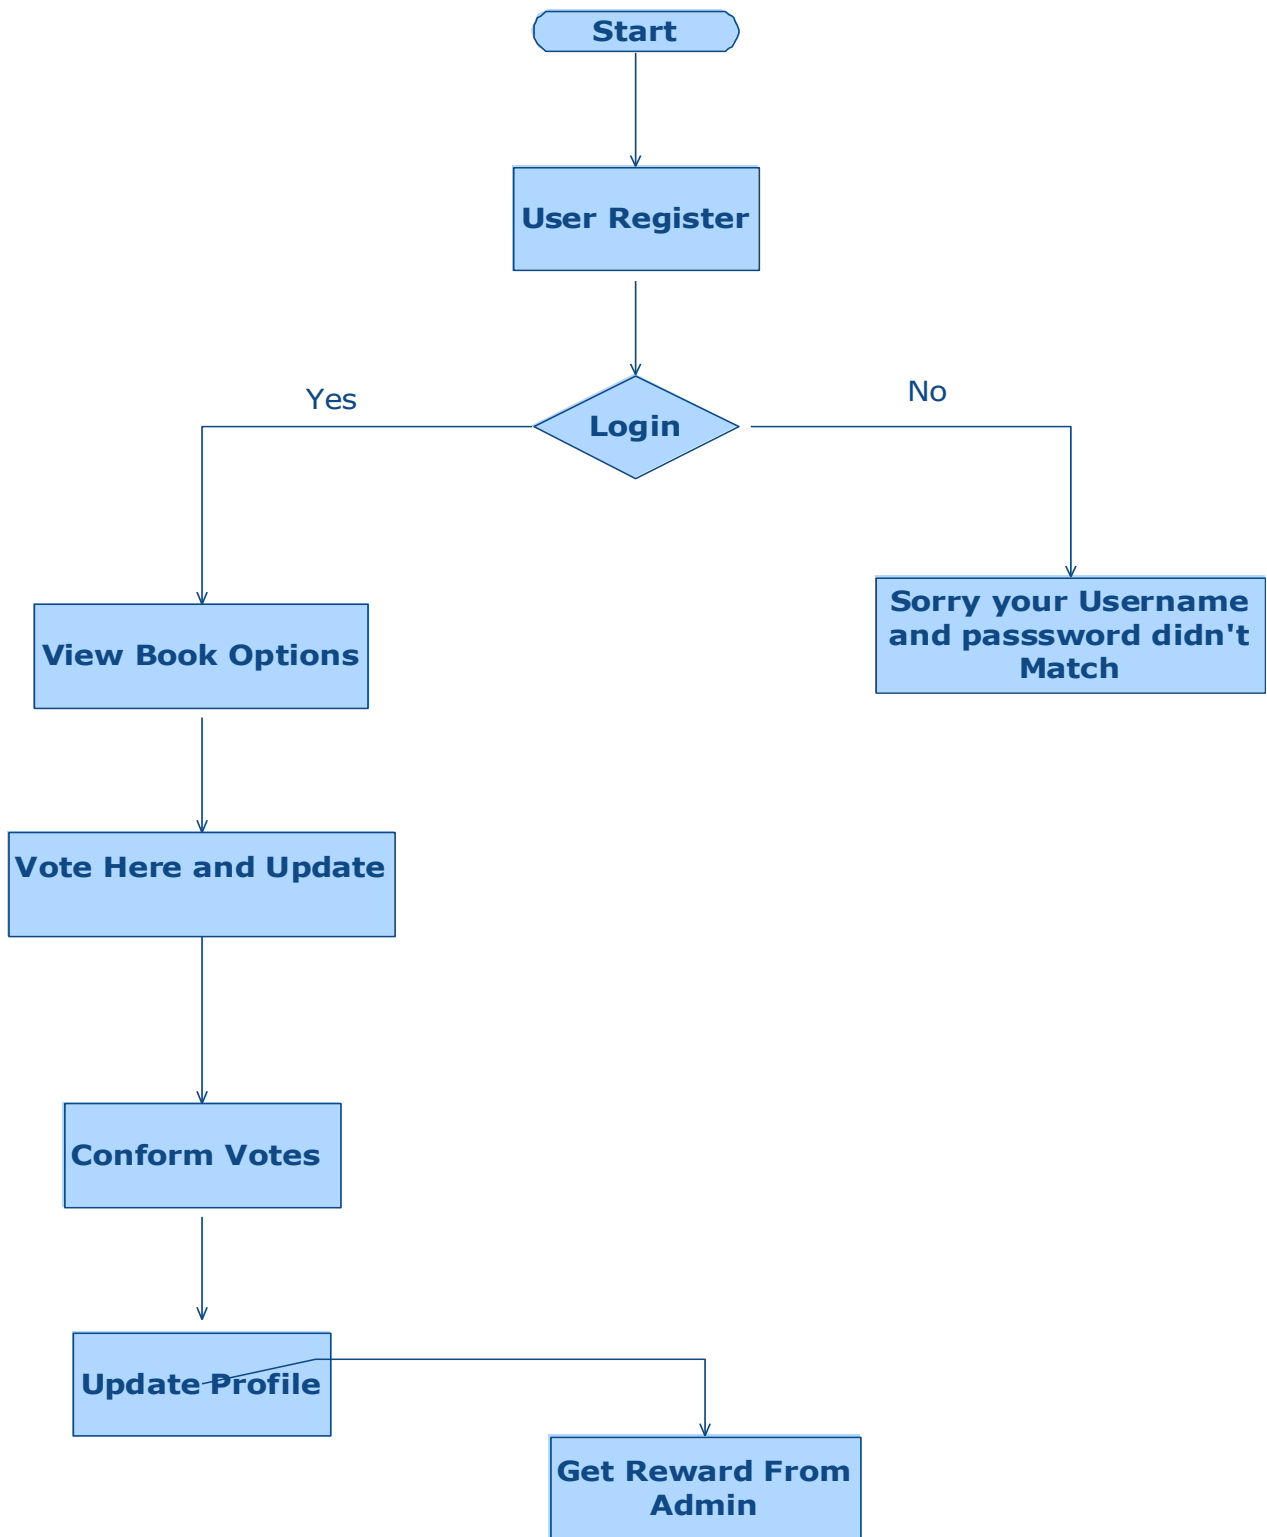 Start
User Register
Yes
No
Login
Sorry your Username
and passsword didn't
Match
View Book Options
Vote Here and Update
Conform Votes
Update Profile
Get Reward From
Admin